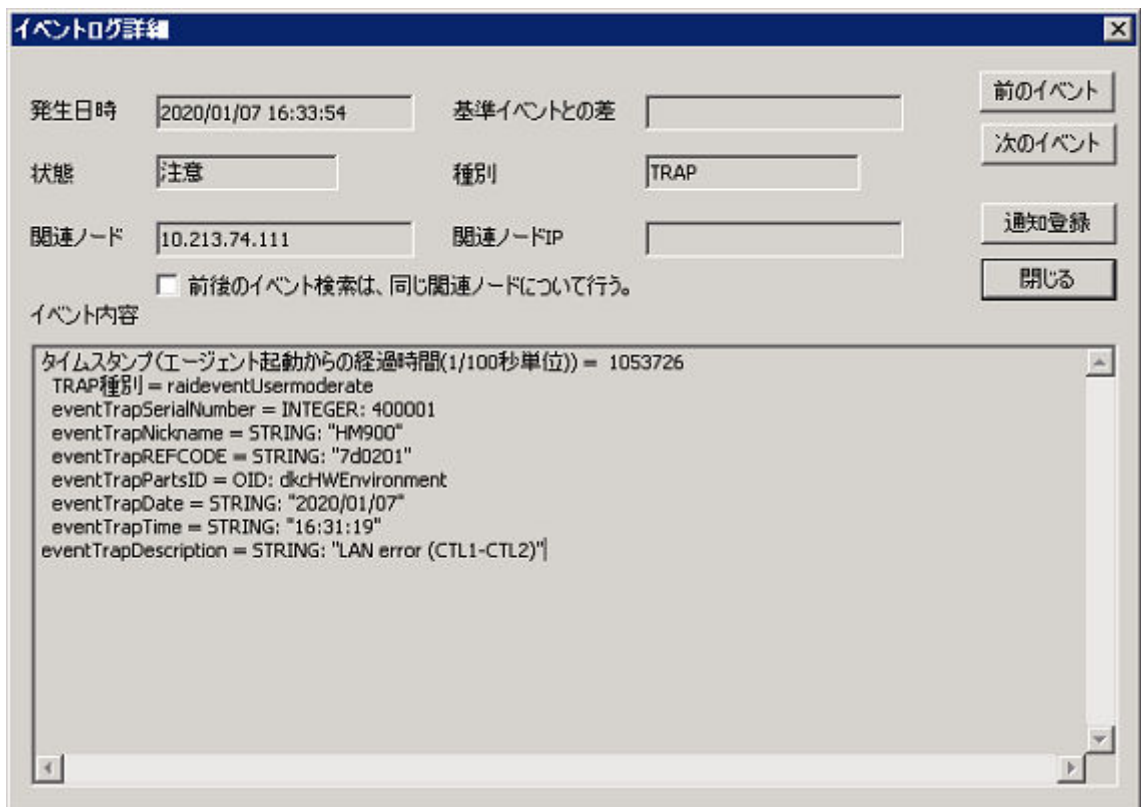 イベントログ詳細
発生日時 2020/01/07 16:33:54 基準イベントとの差 前のイベント
次のイベント
状態 注意 種別 TRAP
関連ノード 10.213.74.111 関連ノードIP 通知登録
前後のイベント検索は、同じ関連ノードについて行う。 閉じる
イベント内容
タイムスタンプ(エージェント起動からの経過時間(1/100秒単位)) = 1053726
TRAP種別 = raideventUsermoderate
eventTrapSerialNumber = INTEGER: 400001
eventTrapNickname = STRING: "HM900"
eventTrapREFCODE = STRING: "7d0201"
eventTrapPartsID = OID: dkcHWEnvironment
eventTrapDate = STRING: "2020/01/07"
eventTrapTime = STRING: "16:31:19"
eventTrapDescription = STRING: "LAN error (CTL1-CTL2)"